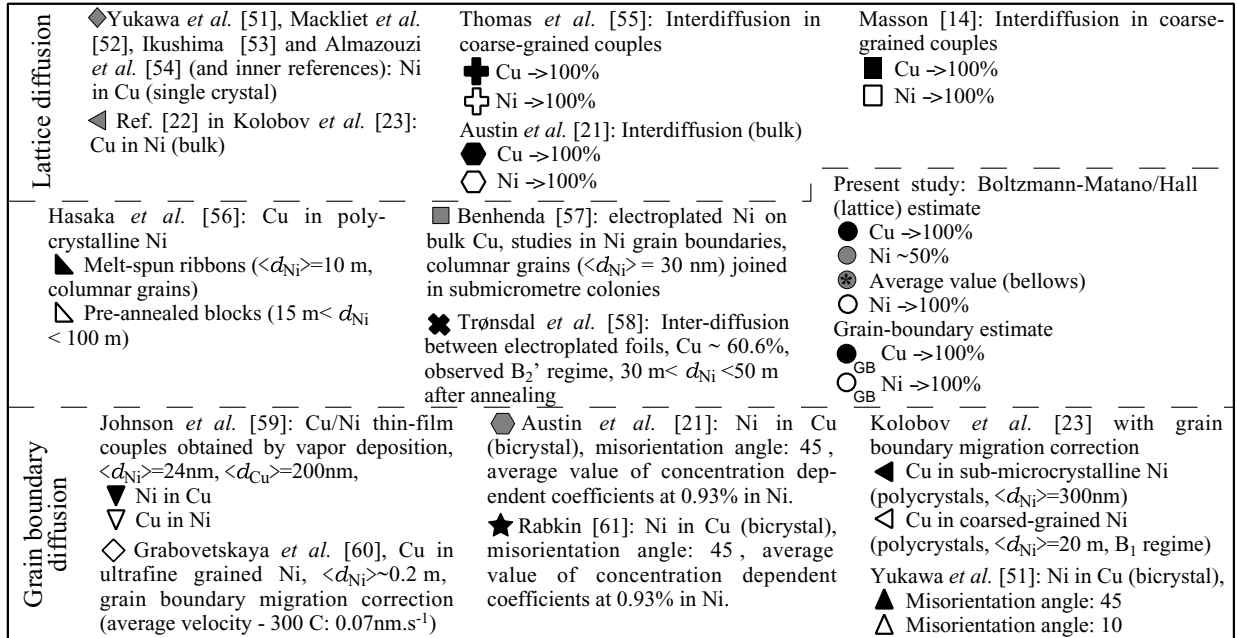 Lattice diffusion
Yukawa et al. [51], Mackliet et al.
[52], Ikushima [53] and Almazouzi
et al. [54] (and inner references): Ni
in Cu (single crystal)
Ref. [22] in Kolobov et al. [23]:
Cu in Ni (bulk)
Thomas et al. [55]: Interdiffusion in
coarse-grained couples
Cu ->100%
Ni ->100%
Austin et al. [21]: Interdiffusion (bulk)
Cu ->100%
Ni ->100%
Masson [14]: Interdiffusion in coarse-
grained couples
Cu ->100%
Ni ->100%
Hasaka et al. [56]: Cu in poly-
crystalline Ni
Melt-spun ribbons (<dNi>=10 m,
columnar grains)
Pre-annealed blocks (15 m< dNi
< 100 m)
Benhenda [57]: electroplated Ni on
bulk Cu, studies in Ni grain boundaries,
columnar grains (<dNi> = 30 nm) joined
in submicrometre colonies
Trønsdal et al. [58]: Inter-diffusion
between electroplated foils, Cu ~ 60.6%,
observed B2' regime, 30 m< dNi <50 m
after annealing
Present study: Boltzmann-Matano/Hall
(lattice) estimate
Cu ->100%
Ni ~50%
* Average value (bellows)
Ni ->100%
Grain-boundary estimate
GB Cu ->100%
GB Ni ->100%
Grain boundary
diffusion
Johnson et al. [59]: Cu/Ni thin-film
couples obtained by vapor deposition,
<dNi>=24nm, <dCu>=200nm,
Ni in Cu
Cu in Ni
Grabovetskaya et al. [60], Cu in
ultrafine grained Ni, <dNi>~0.2 m,
grain boundary migration correction
(average velocity - 300 C: 0.07nm.s-1)
Austin et al. [21]: Ni in Cu
(bicrystal), misorientation angle: 45 ,
average value of concentration dep-
endent coefficients at 0.93% in Ni.
Rabkin [61]: Ni in Cu (bicrystal),
misorientation angle: 45 , average
value of concentration dependent
coefficients at 0.93% in Ni.
Kolobov et al. [23] with grain
boundary migration correction
Cu in sub-microcrystalline Ni
(polycrystals, <dNi>=300nm)
Cu in coarsed-grained Ni
(polycrystals, <dNi>=20 m, B1 regime)
Yukawa et al. [51]: Ni in Cu (bicrystal),
Misorientation angle: 45
Misorientation angle: 10